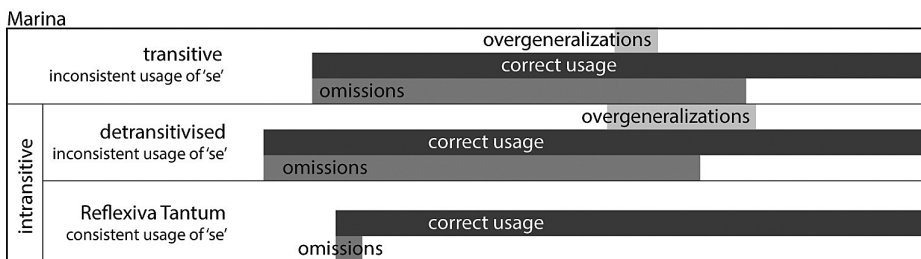 Marina
overgeneralizations
transitive
correct usage
inconsistent usage of 'se'
omissions
overgeneralizations
detransitivised
correct usage
inconsistent usage of 'se'
omissions
intransitive
Reflexiva Tantum
correct usage
consistent usage of 'se'
omissions